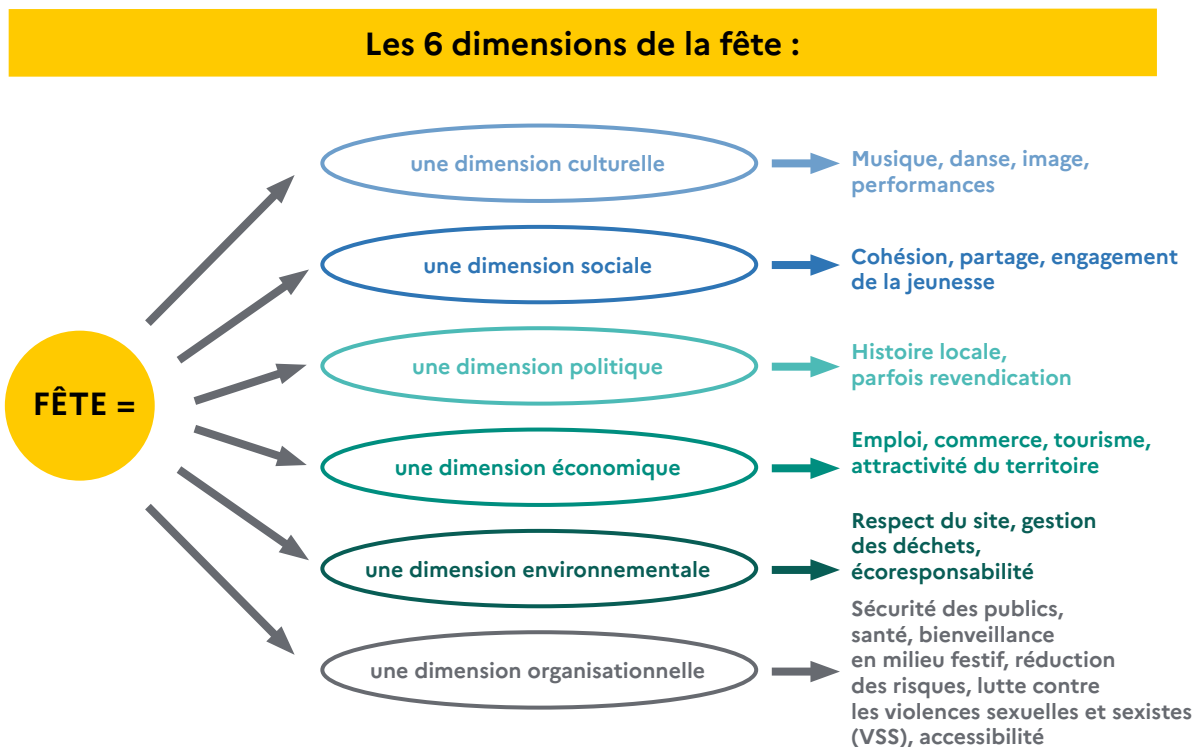 Les 6 dimensions de la fête :
FÊTE =
une dimension culturelle
Musique, danse, image,
performances
une dimension sociale
Cohésion, partage, engagement
de la jeunesse
une dimension politique
Histoire locale,
parfois revendication
une dimension économique
Emploi, commerce, tourisme,
attractivité du territoire
une dimension environnementale
Respect du site, gestion
des déchets,
écoresponsabilité
une dimension organisationnelle
Sécurité des publics,
santé, bienveillance
en milieu festif, réduction
des risques, lutte contre
les violences sexuelles et sexistes
(VSS), accessibilité